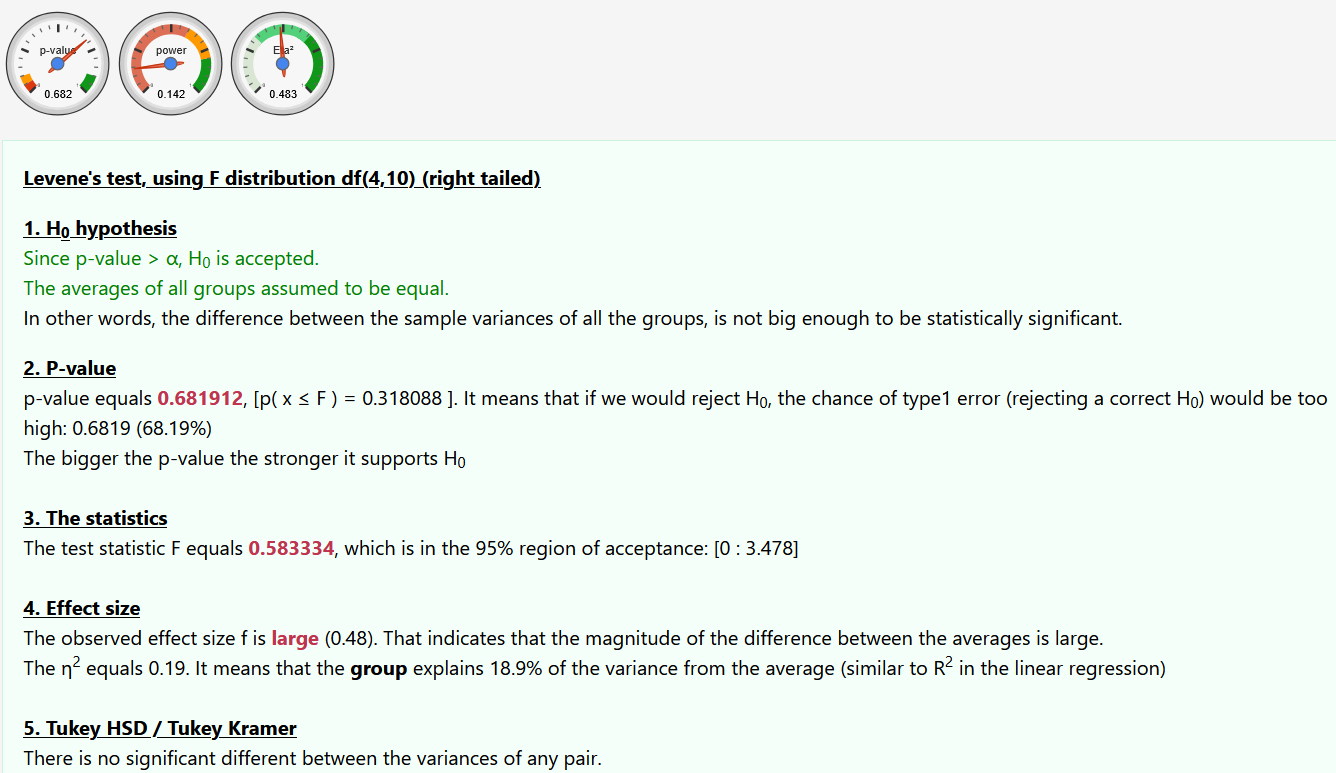 p-value power Eta²
0.682 0.142 0.483
Levene's test, using F distribution df(4,10) (right tailed)
1. H₀ hypothesis
Since p-value > α, H₀ is accepted.
The averages of all groups assumed to be equal.
In other words, the difference between the sample variances of all the groups, is not big enough to be statistically significant.
2. P-value
p-value equals 0.681912, [p( x ≤ F ) = 0.318088 ]. It means that if we would reject H₀, the chance of type1 error (rejecting a correct H₀) would be too
high: 0.6819 (68.19%)
The bigger the p-value the stronger it supports H₀
3. The statistics
The test statistic F equals 0.583334, which is in the 95% region of acceptance: [0 : 3.478]
4. Effect size
The observed effect size f is large (0.48). That indicates that the magnitude of the difference between the averages is large.
The η² equals 0.19. It means that the group explains 18.9% of the variance from the average (similar to R² in the linear regression)
5. Tukey HSD / Tukey Kramer
There is no significant different between the variances of any pair.